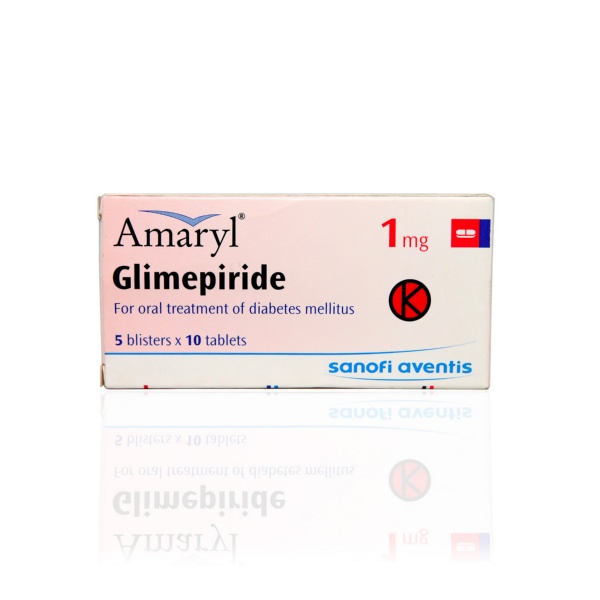 Amaryl®
1 mg
Glimepiride
K
For oral treatment of diabetes mellitus
5 blisters x 10 tablets
sanofi aventis